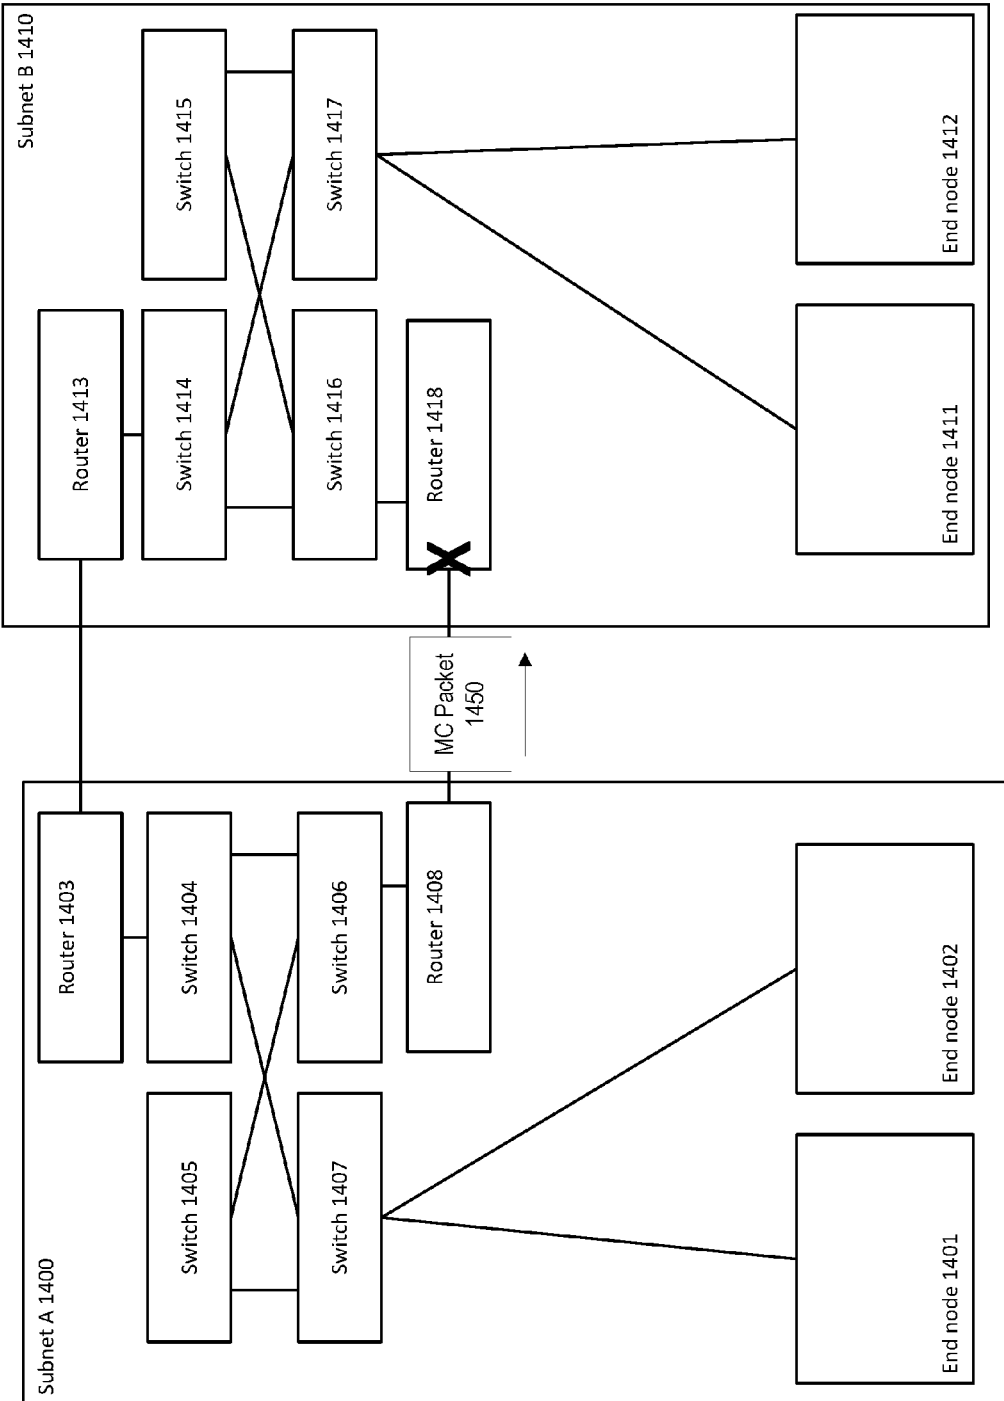 Subnet A 1400
Router 1403
Switch 1405
Switch 1404
Switch 1407
Switch 1406
Router 1408
End node 1401
End node 1402
MC Packet
1450
Subnet B 1410
Router 1413
Switch 1414
Switch 1415
Switch 1416
Switch 1417
Router 1418
End node 1411
End node 1412